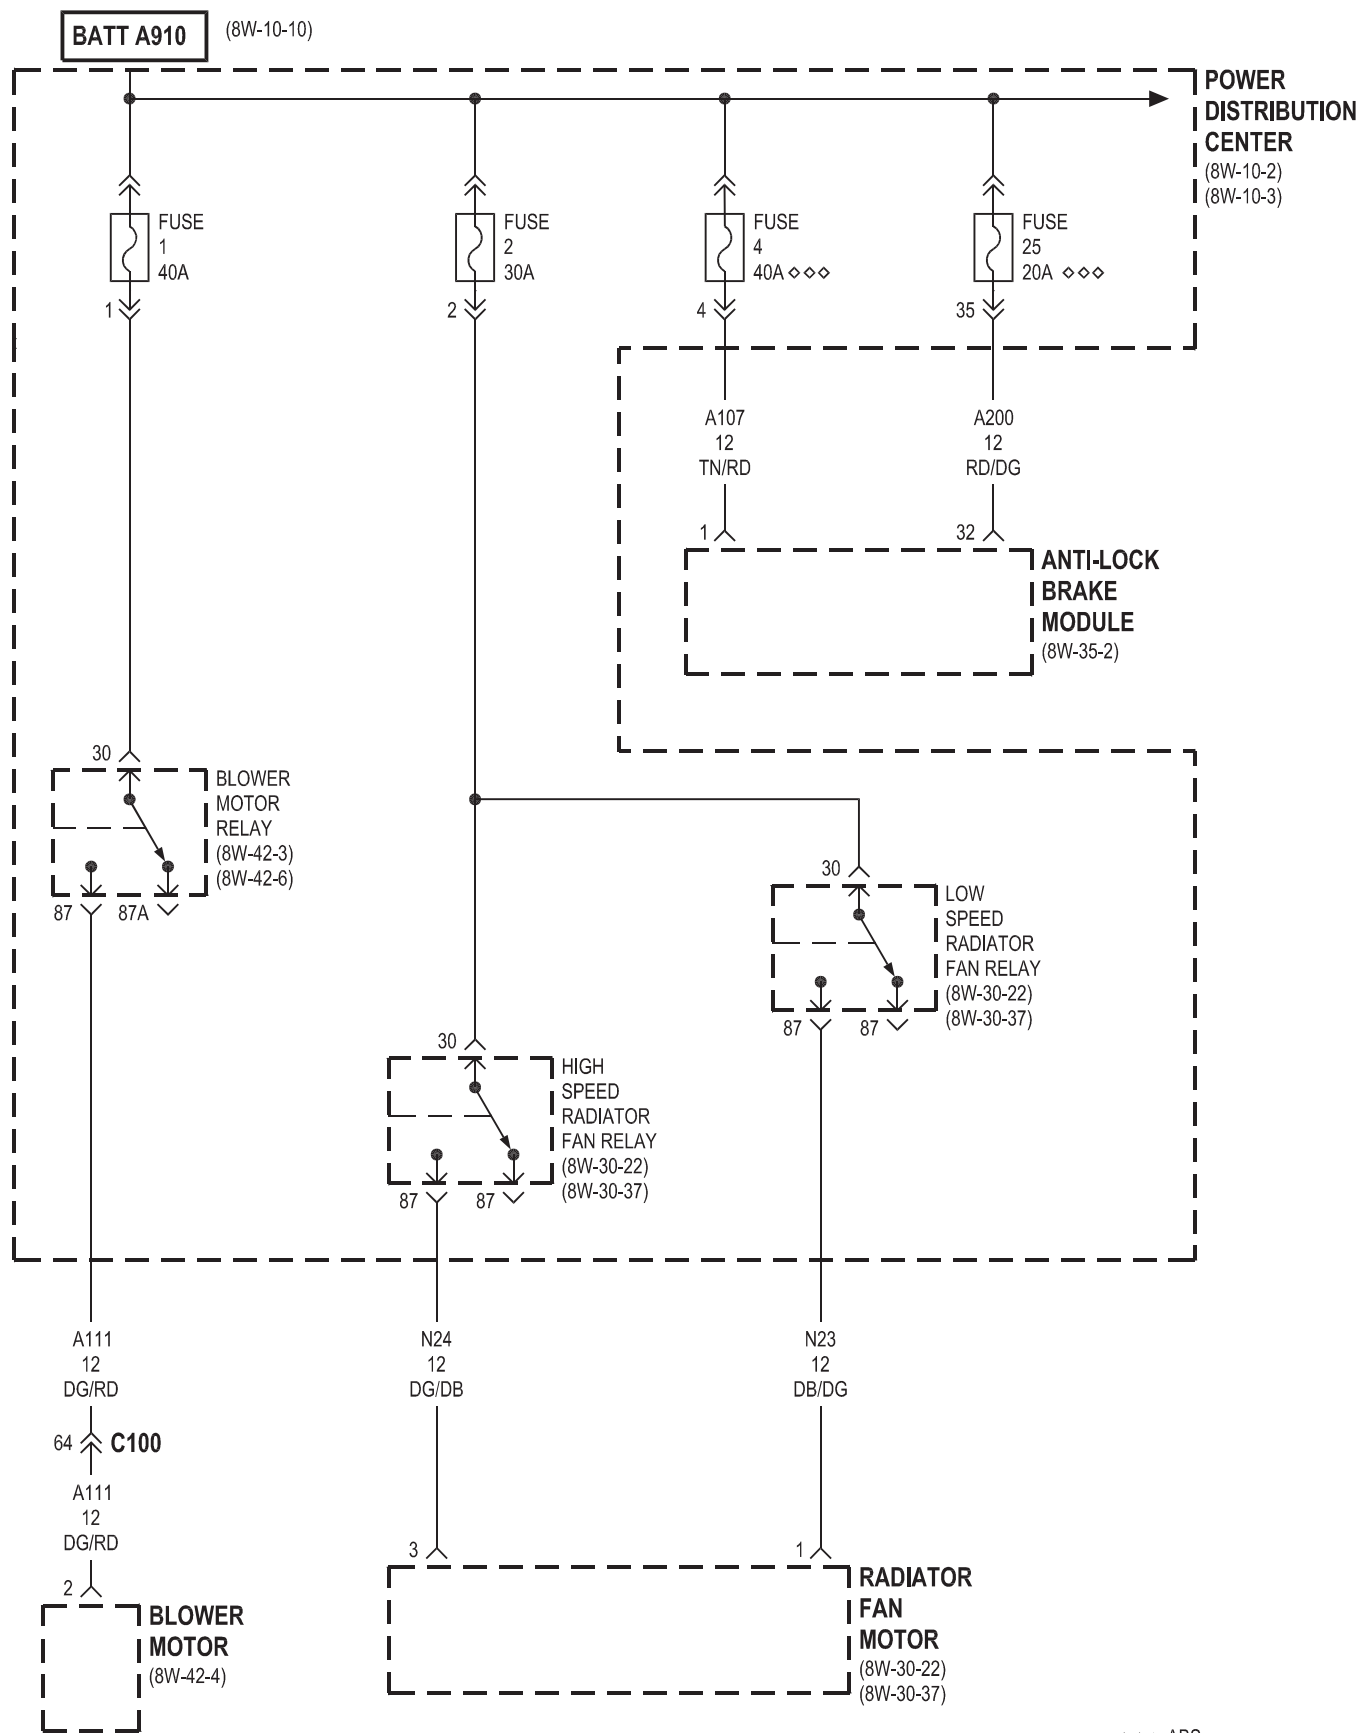 BATT A910 (8W-10-10)
POWER
DISTRIBUTION
CENTER
(8W-10-2)
(8W-10-3)
FUSE
1
40A
1
FUSE
2
30A
2
FUSE
4
40A ◇◇◇
4
FUSE
25
20A ◇◇◇
35
A107
12
TN/RD
1
A200
12
RD/DG
32
ANTI-LOCK
BRAKE
MODULE
(8W-35-2)
30
BLOWER
MOTOR
RELAY
(8W-42-3)
(8W-42-6)
87 87A
30
LOW
SPEED
RADIATOR
FAN RELAY
(8W-30-22)
(8W-30-37)
87 87
30
HIGH
SPEED
RADIATOR
FAN RELAY
(8W-30-22)
(8W-30-37)
87 87
A111
12
DG/RD
64 C100
A111
12
DG/RD
2
BLOWER
MOTOR
(8W-42-4)
N24
12
DG/DB
3
N23
12
DB/DG
1
RADIATOR
FAN
MOTOR
(8W-30-22)
(8W-30-37)